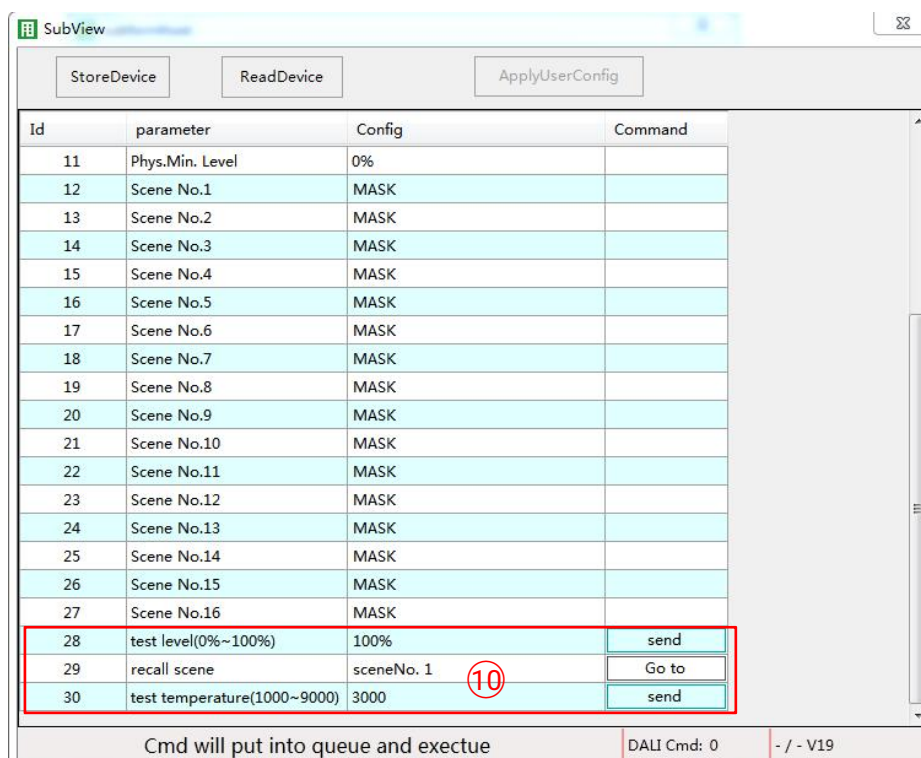 SubView
StoreDevice ReadDevice ApplyUserConfig
Id parameter Config Command
11 Phys.Min. Level 0%
12 Scene No.1 MASK
13 Scene No.2 MASK
14 Scene No.3 MASK
15 Scene No.4 MASK
16 Scene No.5 MASK
17 Scene No.6 MASK
18 Scene No.7 MASK
19 Scene No.8 MASK
20 Scene No.9 MASK
21 Scene No.10 MASK
22 Scene No.11 MASK
23 Scene No.12 MASK
24 Scene No.13 MASK
25 Scene No.14 MASK
26 Scene No.15 MASK
27 Scene No.16 MASK
28 test level(0%~100%) 100% send
29 recall scene sceneNo. 1 ⑩ Go to
30 test temperature(1000~9000) 3000 send
Cmd will put into queue and exectue DALI Cmd: 0 - / - V19